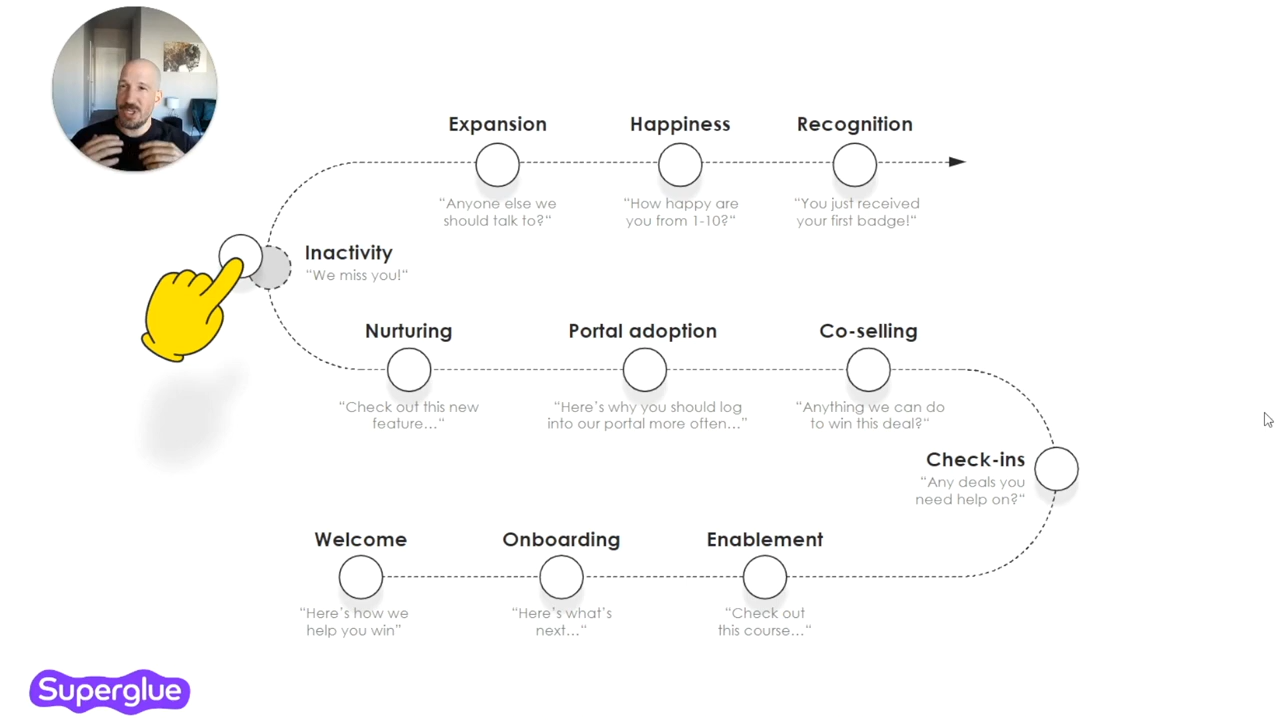 Expansion
Happiness
Recognition
“Anyone else we
should talk to?“
“How happy are
you from 1-10?“
“You just received
your first badge!“
Inactivity
“We miss you!“
Nurturing
Portal adoption
Co-selling
“Check out this new
feature...“
“Here’s why you should log
into our portal more often...“
“Anything we can do
to win this deal?“
Check-ins
“Any deals you
need help on?“
Welcome
Onboarding
Enablement
“Here’s how we
help you win”
“Here’s what’s
next...“
“Check out
this course...“
Superglue